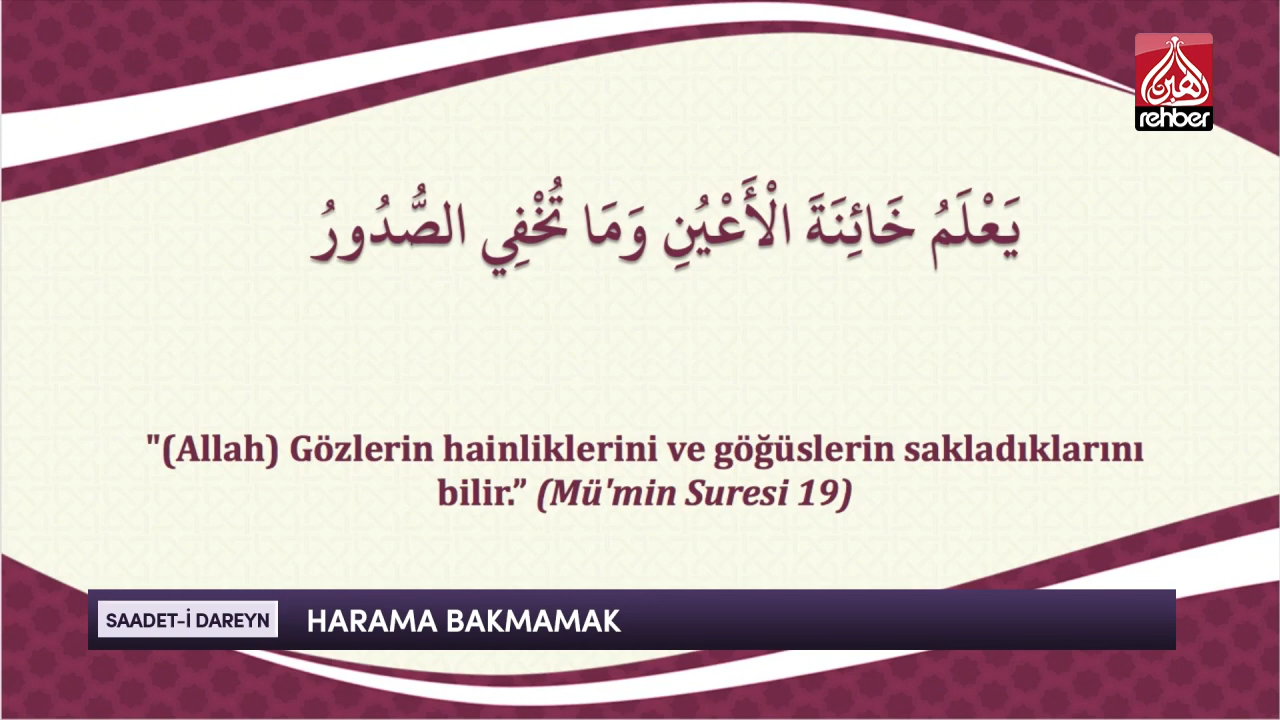 رهبر
rehber
يَعْلَمُ خَائِنَةَ الْأَعْيُنِ وَمَا تُخْفِي الصُّدُورُ
"(Allah) Gözlerin hainliklerini ve göğüslerin sakladıklarını
bilir.” (Mü'min Suresi 19)
SAADET-İ DAREYN HARAMA BAKMAMAK